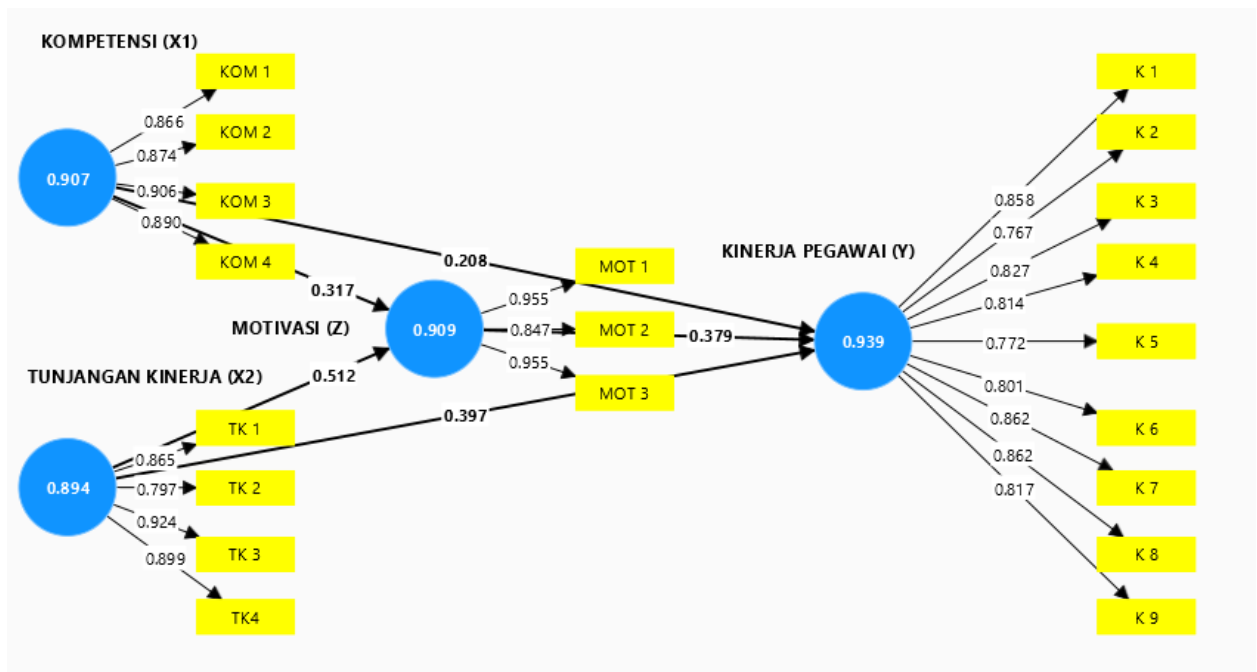 KOMPETENSI (X1)
KOM 1
KOM 2
KOM 3
KOM 4
0.866
0.874
0.906
0.890
0.907
0.208
0.317
MOTIVASI (Z)
0.909
MOT 1
MOT 2
MOT 3
0.955
0.847
0.955
0.379
TUNJANGAN KINERJA (X2)
0.512
0.397
0.894
TK 1
TK 2
TK 3
TK4
0.865
0.797
0.924
0.899
KINERJA PEGAWAI (Y)
0.939
0.858
0.767
0.827
0.814
0.772
0.801
0.862
0.862
0.817
K 1
K 2
K 3
K 4
K 5
K 6
K 7
K 8
K 9